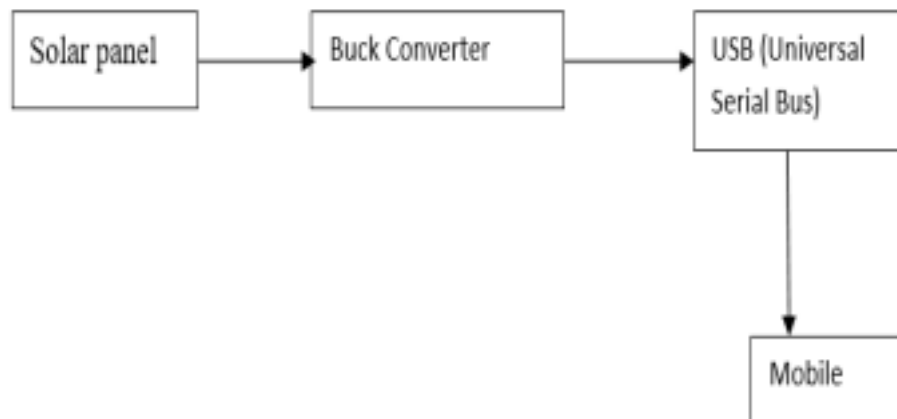 Solar panel
Buck Converter
USB (Universal
Serial Bus)
Mobile